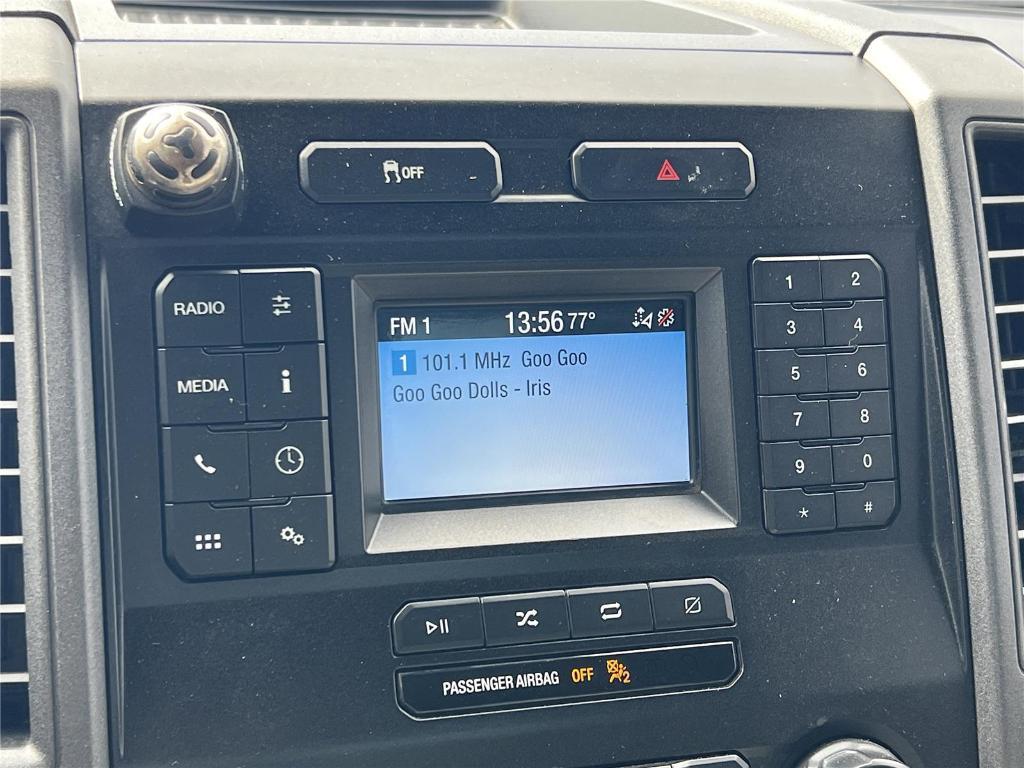 OFF
RADIO
MEDIA
FM 1 13:56 77°
1 101.1 MHz Goo Goo
Goo Goo Dolls - Iris
1 2
3 4
5 6
7 8
9 0
* #
PASSENGER AIRBAG OFF 2